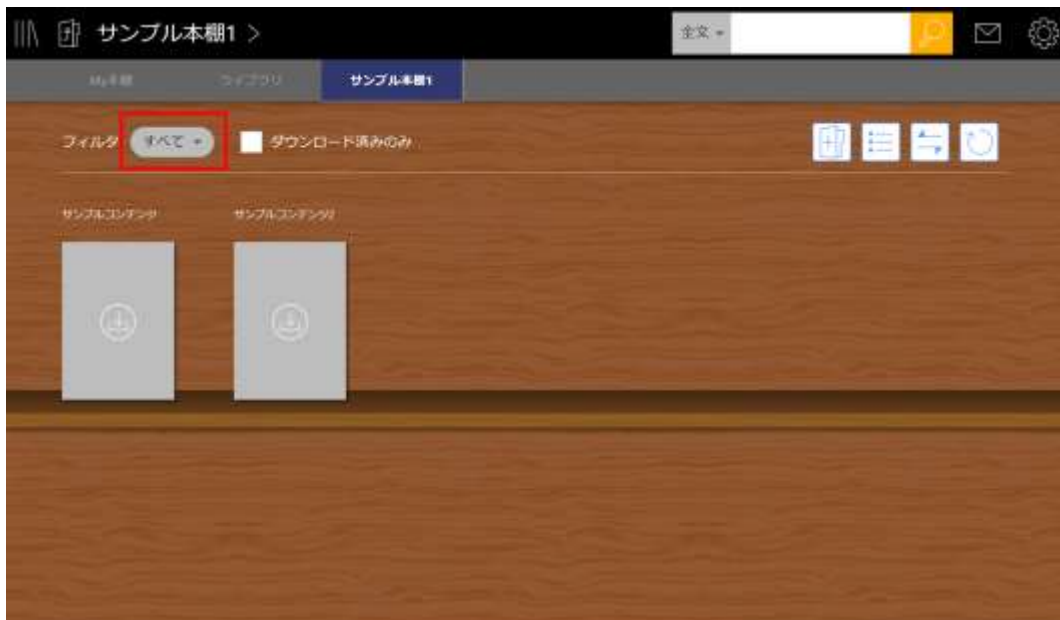 サンプル本棚1 >
全文
My本棚 ライブラリ サンプル本棚1
フィルタ すべて ダウンロード済みのみ
サンプルコンテンツ サンプルコンテンツ2